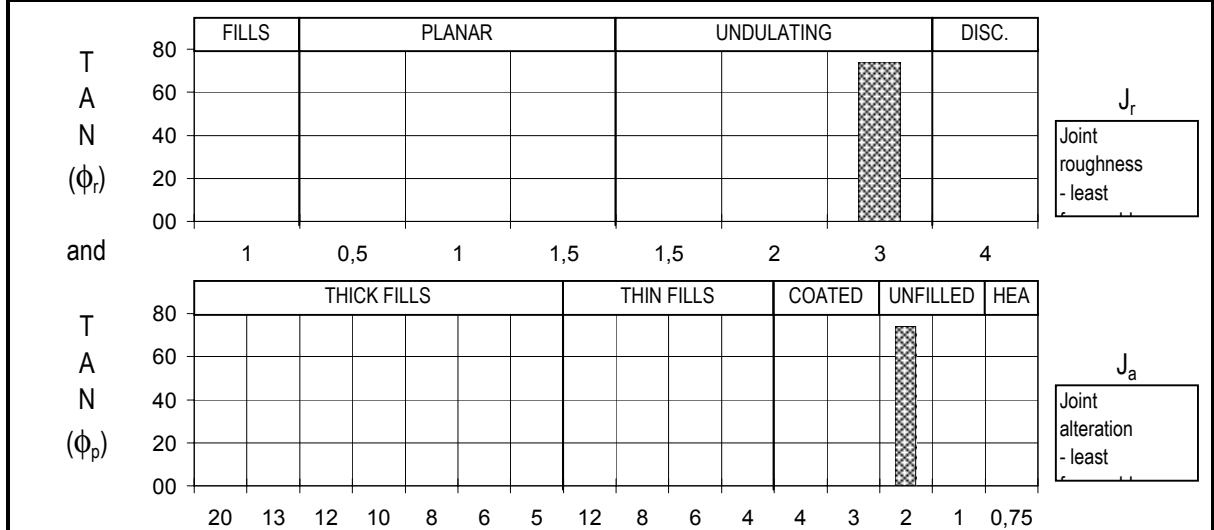 FILLS PLANAR UNDULATING DISC.
TAN
(ϕr)
80
60
40
20
00
1 0,5 1 1,5 1,5 2 3 4
Jr
Joint
roughness
- least
and
THICK FILLS THIN FILLS COATED UNFILLED HEA
TAN
(ϕp)
80
60
40
20
00
20 13 12 10 8 6 5 12 8 6 4 4 3 2 1 0,75
Ja
Joint
alteration
- least